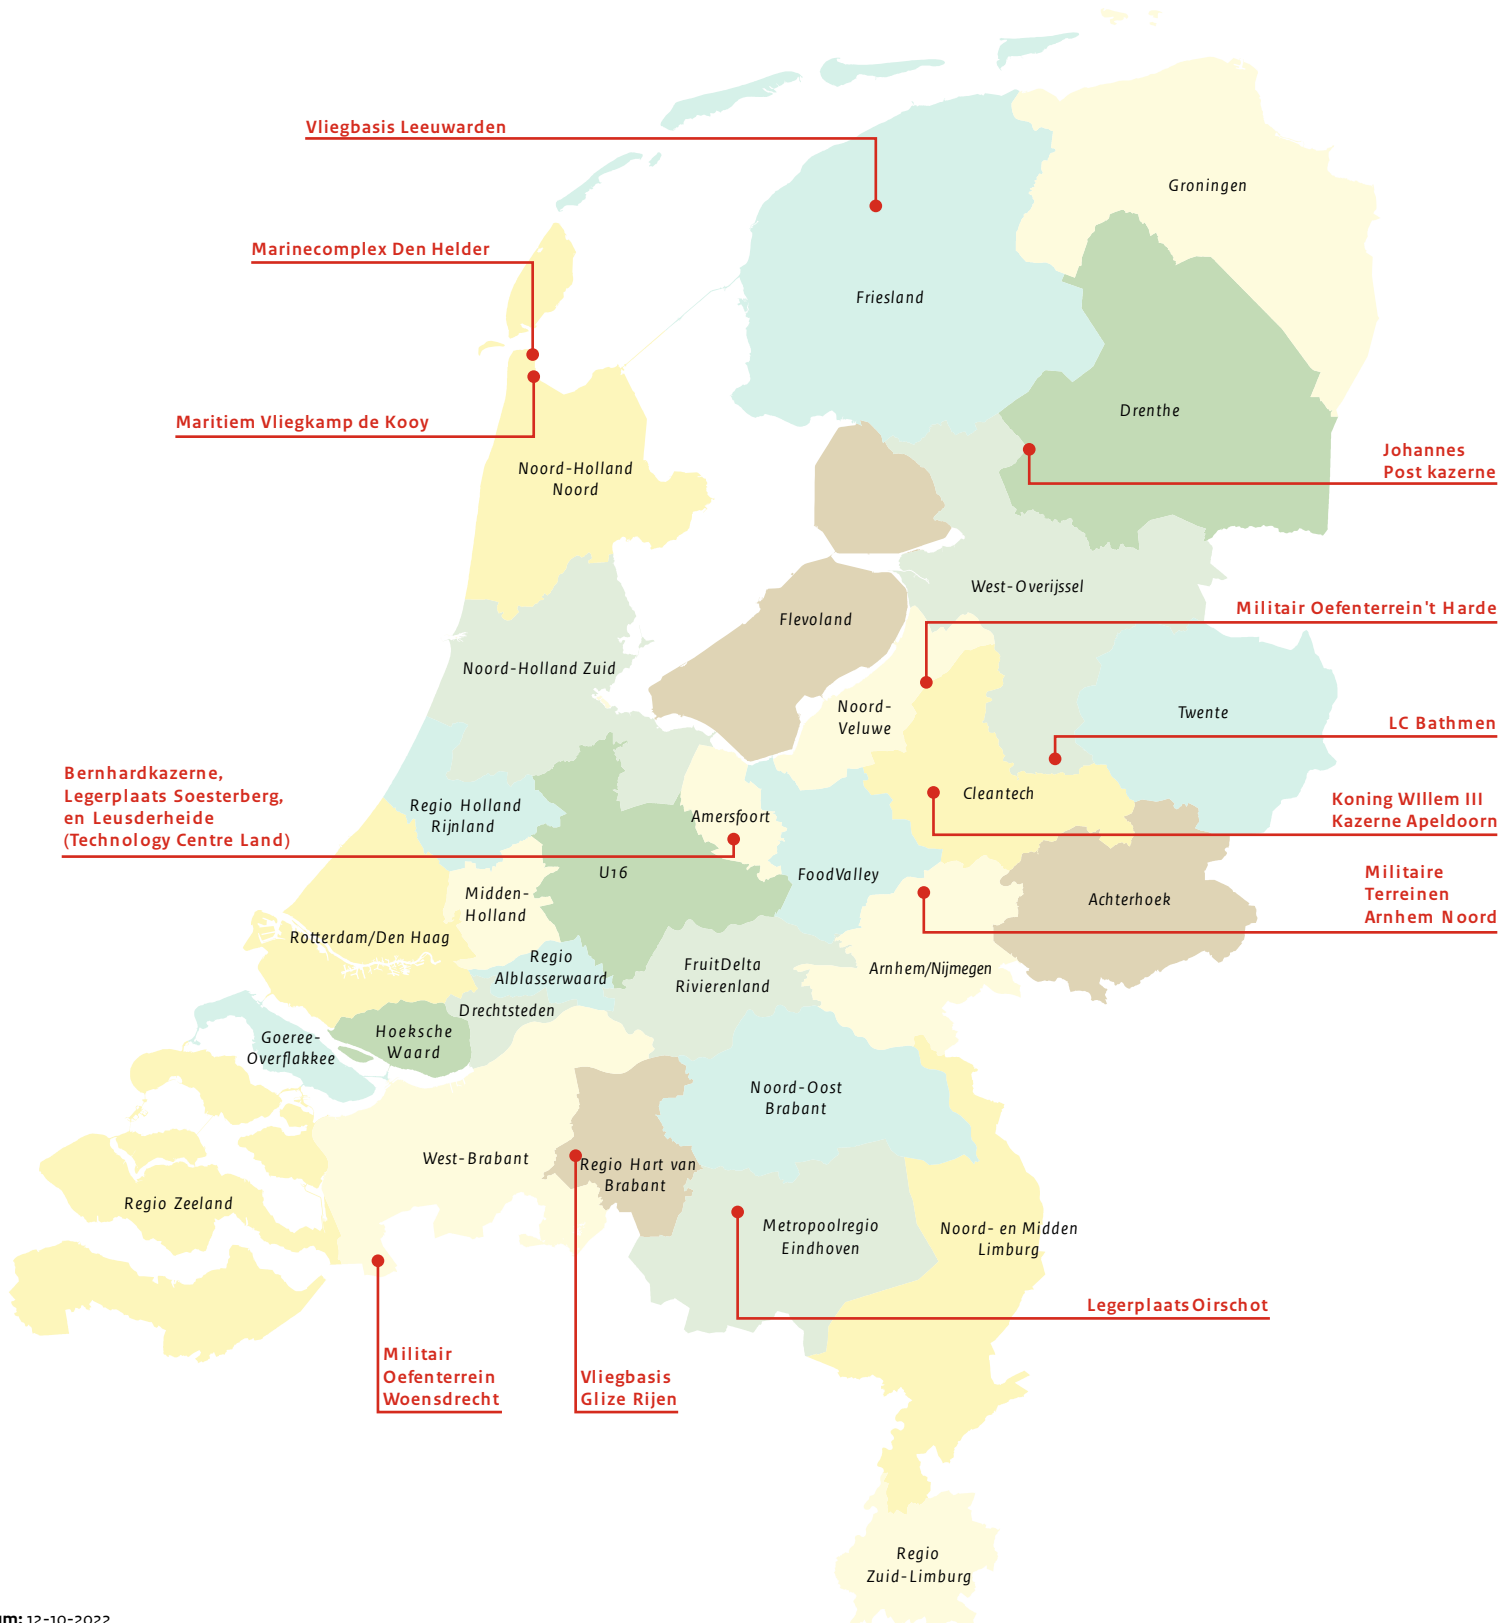 Vliegbasis Leeuwarden
Groningen
Marinecomplex Den Helder
Friesland
Drenthe
Maritiem Vliegkamp de Kooy
Johannes
Post kazerne
Noord-Holland
Noord
West-Overijssel
Militair Oefenterrein't Harde
Flevoland
Noord-Holland Zuid
Noord-
Veluwe
Twente
LC Bathmen
Bernhardkazerne,
Legerplaats Soesterberg,
en Leusderheide
(Technology Centre Land)
Regio Holland
Rijnland
Amersfoort
Cleantech
Koning WIllem III
Kazerne Apeldoorn
U16
FoodValley
Militaire
Terreinen
Arnhem Noord
Midden-
Holland
Achterhoek
Rotterdam/Den Haag
Regio
Alblasserwaard
FruitDelta
Rivierenland
Arnhem/Nijmegen
Drechtsteden
Hoeksche
Waard
Goeree-
Overflakkee
Noord-Oost
Brabant
West-Brabant
Regio Hart van
Brabant
Regio Zeeland
Metropoolregio
Eindhoven
Noord- en Midden
Limburg
Legerplaats Oirschot
Militair
Oefenterrein
Woensdrecht
Vliegbasis
Glize Rijen
Regio
Zuid-Limburg
um: 12-10-2022